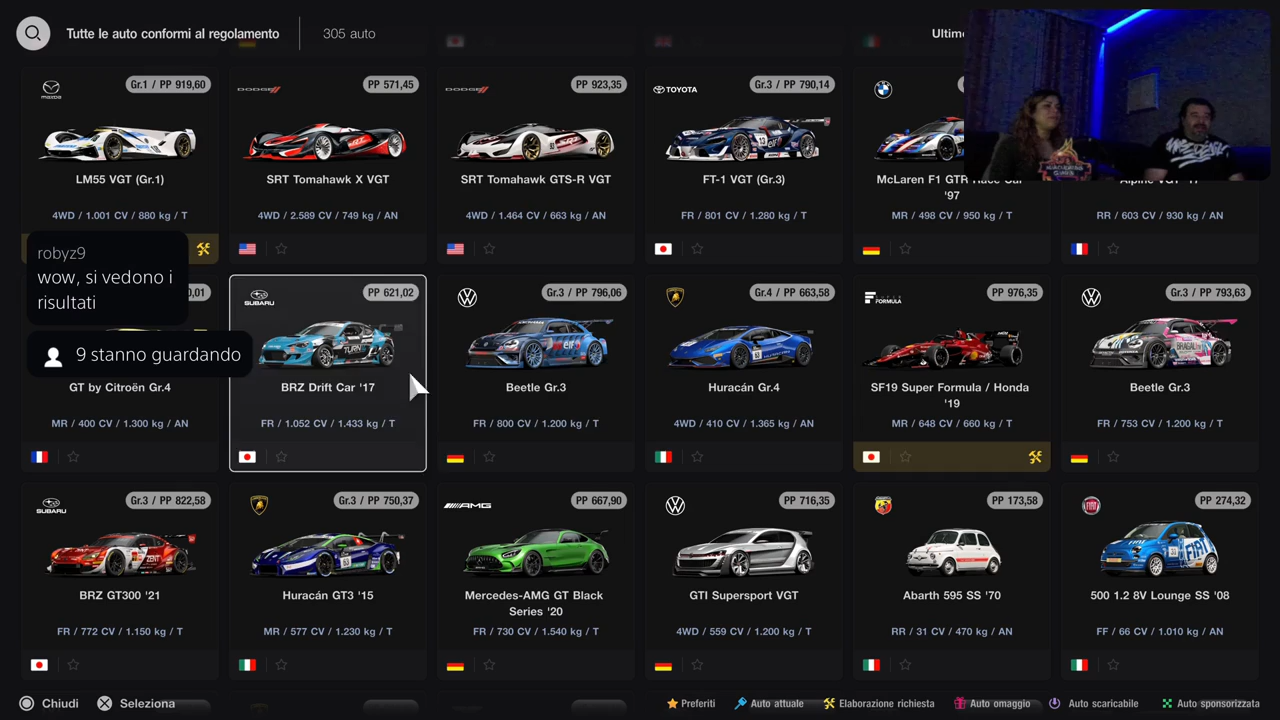 Tutte le auto conformi al regolamento
305 auto
Ultime
Gr.1 / PP 919,60
LM55 VGT (Gr.1)
4WD / 1.001 CV / 880 kg / T
DODGE
PP 571,45
SRT Tomahawk X VGT
4WD / 2.589 CV / 749 kg / AN
DODGE
PP 923,35
SRT Tomahawk GTS-R VGT
4WD / 1.464 CV / 663 kg / AN
TOYOTA
Gr.3 / PP 790,14
FT-1 VGT (Gr.3)
FR / 801 CV / 1.280 kg / T
McLaren F1 GTR Race Car
'97
MR / 498 CV / 950 kg / T
RR / 603 CV / 930 kg / AN
robyz9
wow, si vedono i
risultati
9 stanno guardando
GT by Citroën Gr.4
MR / 400 CV / 1.300 kg / AN
SUBARU
PP 621,02
BRZ Drift Car '17
FR / 1.052 CV / 1.433 kg / T
Gr.3 / PP 796,06
Beetle Gr.3
FR / 800 CV / 1.200 kg / T
Gr.4 / PP 663,58
Huracán Gr.4
4WD / 410 CV / 1.365 kg / AN
SUPER
FORMULA
PP 976,35
SF19 Super Formula / Honda
'19
MR / 648 CV / 660 kg / T
Gr.3 / PP 793,63
Beetle Gr.3
FR / 753 CV / 1.200 kg / T
SUBARU
Gr.3 / PP 822,58
BRZ GT300 '21
FR / 772 CV / 1.150 kg / T
Gr.3 / PP 750,37
Huracán GT3 '15
MR / 577 CV / 1.230 kg / T
AMG
PP 667,90
Mercedes-AMG GT Black
Series '20
FR / 730 CV / 1.540 kg / T
PP 716,35
GTI Supersport VGT
4WD / 559 CV / 1.200 kg / T
PP 173,58
Abarth 595 SS '70
RR / 31 CV / 470 kg / AN
FIAT
PP 274,32
500 1.2 8V Lounge SS '08
FF / 66 CV / 1.010 kg / AN
Chiudi
Seleziona
Preferiti
Auto attuale
Elaborazione richiesta
Auto omaggio
Auto scaricabile
Auto sponsorizzata